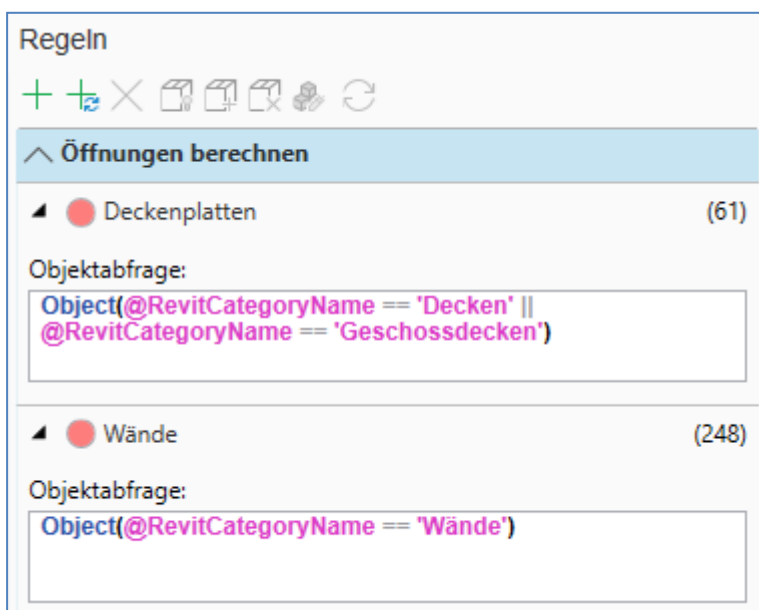 Regeln
Öffnungen berechnen
Deckenplatten (61)
Objektabfrage:
Object(@RevitCategoryName == 'Decken' ||
@RevitCategoryName == 'Geschossdecken')
Wände (248)
Objektabfrage:
Object(@RevitCategoryName == 'Wände')